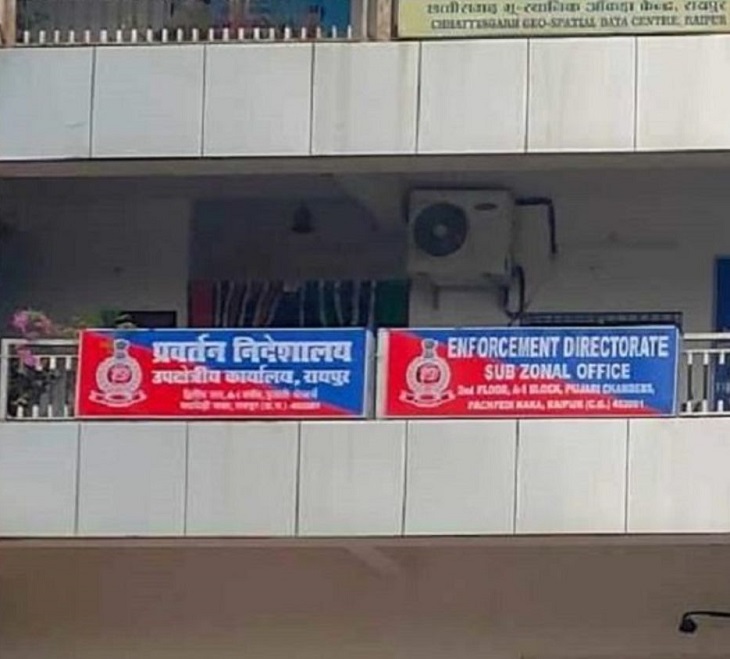 छत्तीसगढ़ भू-स्थानिक आँकड़ा केन्द्र, रायपुर
CHHATTISGARH GEO-SPATIAL DATA CENTRE, RAIPUR
प्रवर्तन निदेशालय
उपक्षेत्रीय कार्यालय, रायपुर
ENFORCEMENT DIRECTORATE
SUB ZONAL OFFICE
2nd FLOOR, A-1 BLOCK, PUJARI CHAMBERS,
PACHPEDI NAKA, RAIPUR (C.G.) 492001